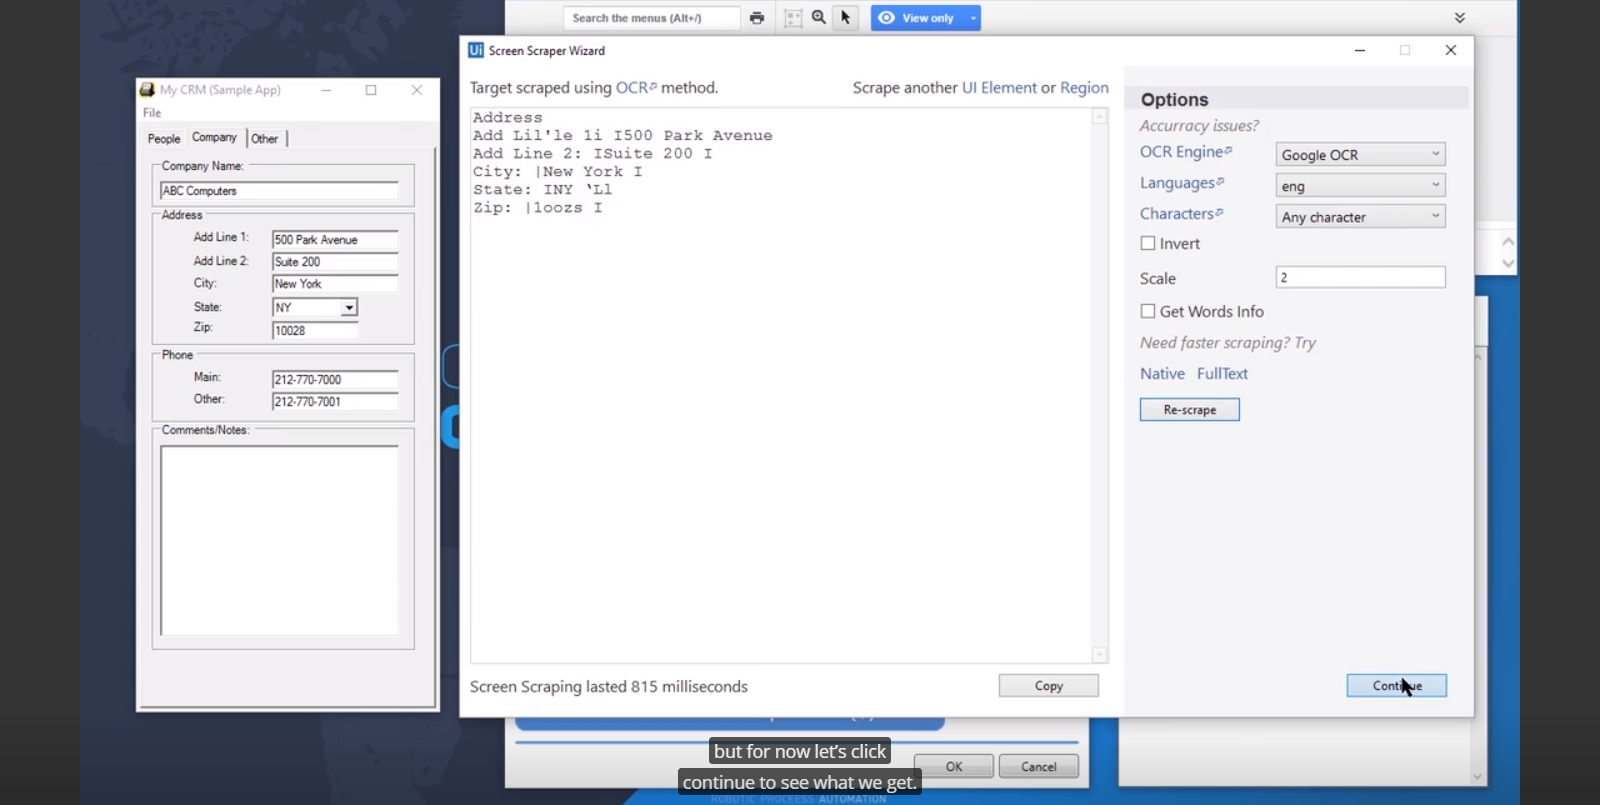 Search the menus (Alt+/)
View only
Screen Scraper Wizard
My CRM (Sample App)
File
People Company Other
Company Name:
ABC Computers
Address
Add Line 1: 500 Park Avenue
Add Line 2: Suite 200
City: New York
State: NY
Zip: 10028
Phone
Main: 212-770-7000
Other: 212-770-7001
Comments/Notes:
Target scraped using OCR method.
Scrape another UI Element or Region
Address
Add Lil'le 1i I500 Park Avenue
Add Line 2: ISuite 200 I
City: |New York I
State: INY ‘Ll
Zip: |1oozs I
Screen Scraping lasted 815 milliseconds
Copy
Options
Accurracy issues?
OCR Engine Google OCR
Languages eng
Characters Any character
Invert
Scale 2
Get Words Info
Need faster scraping? Try
Native FullText
Re-scrape
Continue
but for now let’s click
continue to see what we get.
OK Cancel
ROBOTIC PROCESS AUTOMATION